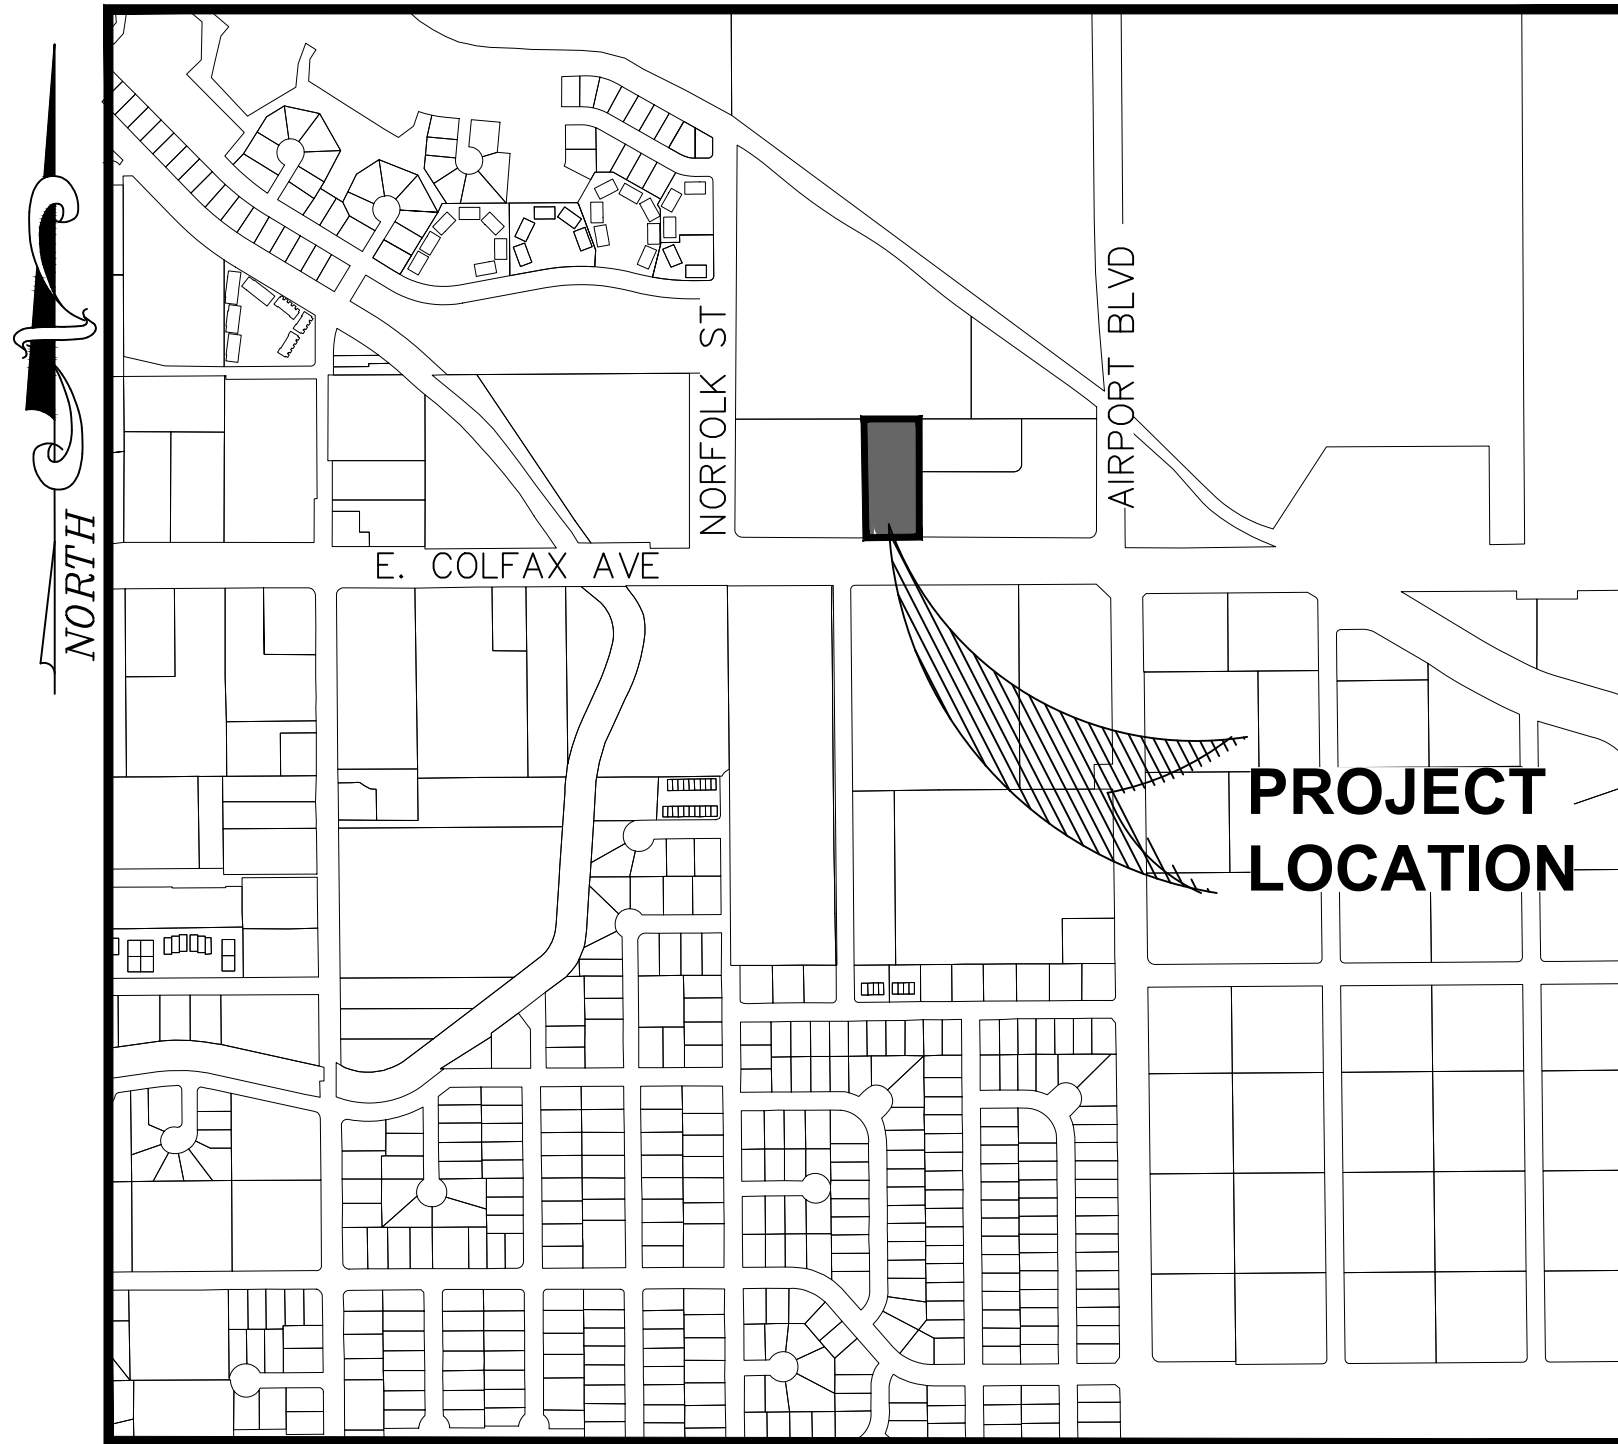 NORFOLK ST
AIRPORT BLVD
NORTH
E. COLFAX AVE
PROJECT
LOCATION